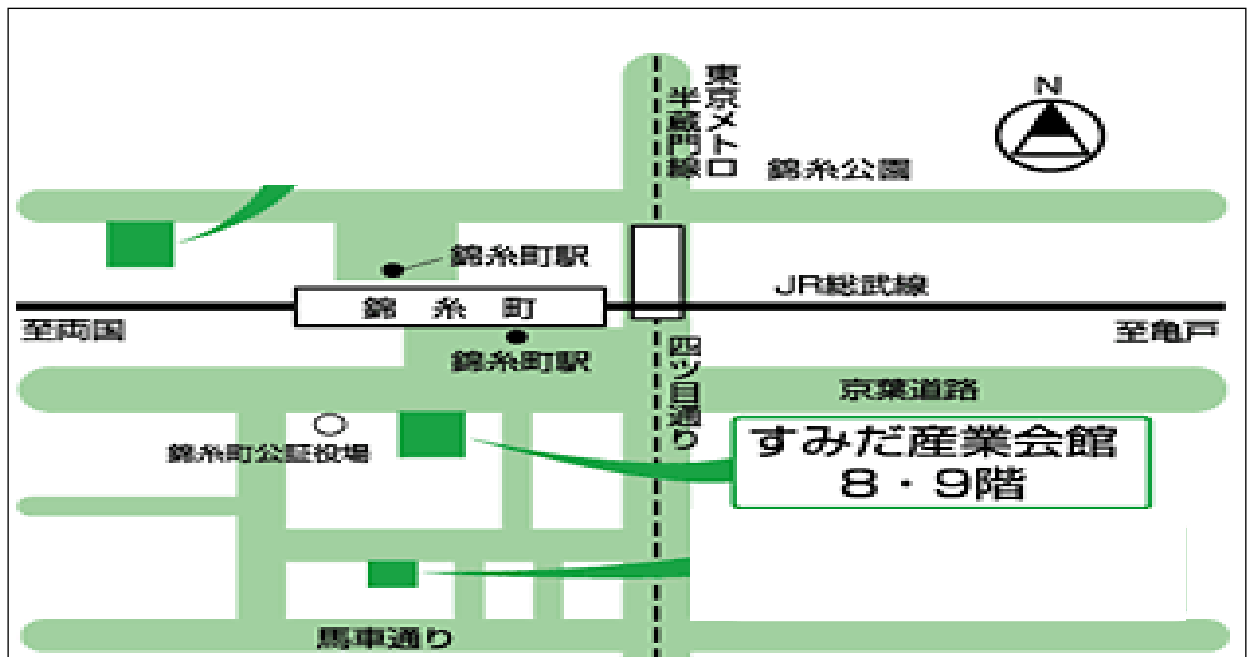 東京メトロ
半蔵門線
N
錦糸公園
錦糸町駅
JR総武線
錦糸町
至両国
至亀戸
錦糸町駅
四ツ目通り
京葉道路
錦糸町公証役場
すみだ産業会館
8・9階
馬車通り